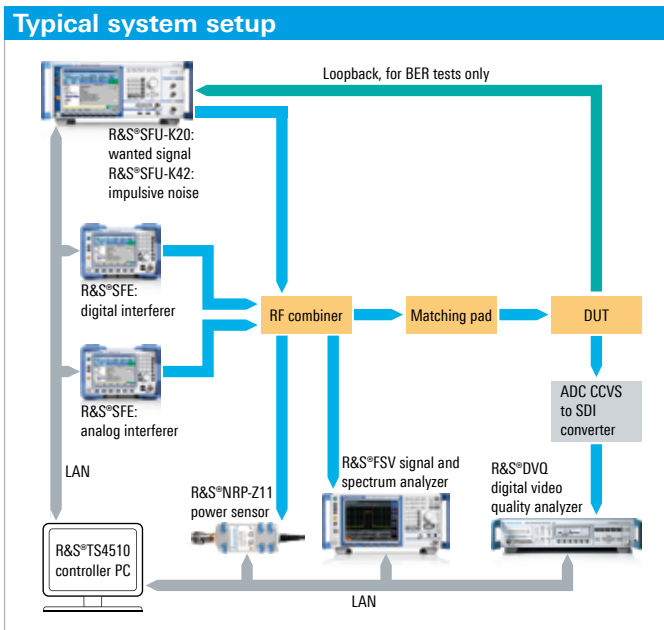 Typical system setup
Loopback, for BER tests only
R&S®SFU-K20:
wanted signal
R&S®SFU-K42:
impulsive noise
R&S®SFE:
digital interferer
RF combiner
Matching pad
DUT
R&S®SFE:
analog interferer
ADC CCVS
to SDI
converter
LAN
R&S®NRP-Z11
power sensor
R&S®FSV signal and
spectrum analyzer
R&S®DVQ
digital video
quality analyzer
R&S®TS4510
controller PC
LAN